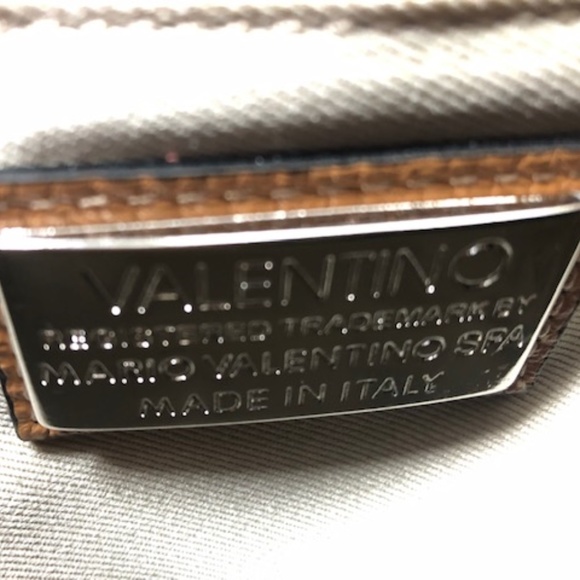 VALENTINO
REGISTERED TRADEMARK BY
MARIO VALENTINO SPA
MADE IN ITALY